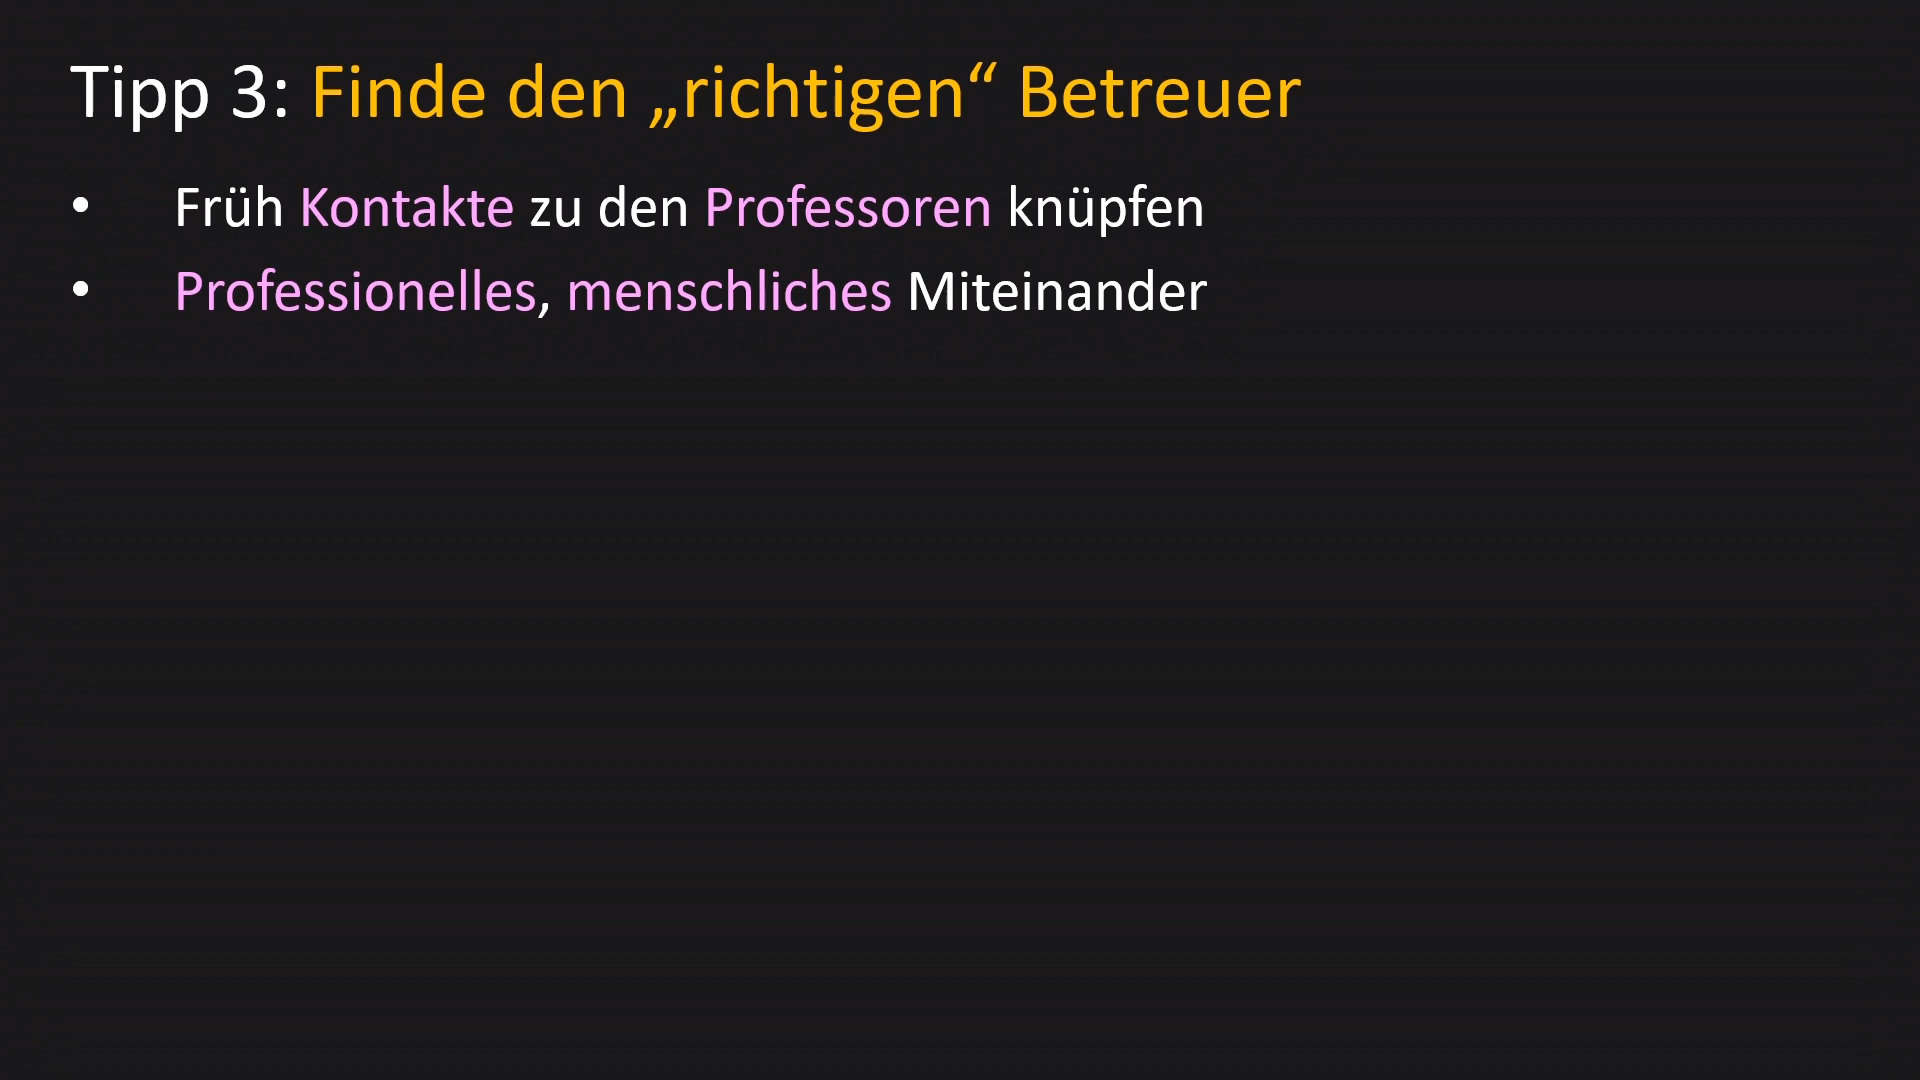 Tipp 3: Finde den „richtigen“ Betreuer
• Früh Kontakte zu den Professoren knüpfen
• Professionelles, menschliches Miteinander